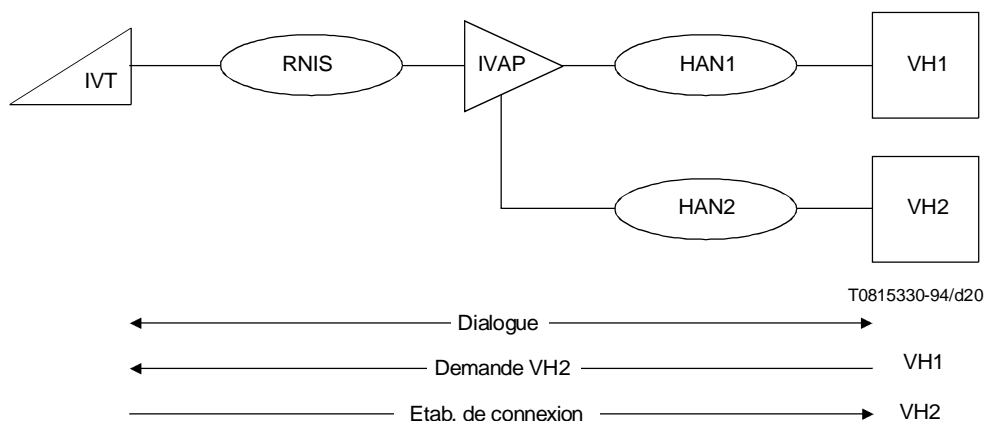 IVT
RNIS
IVAP
HAN1
VH1
HAN2
VH2
T0815330-94/d20
Dialogue
Demande VH2
VH1
Etab. de connexion
VH2